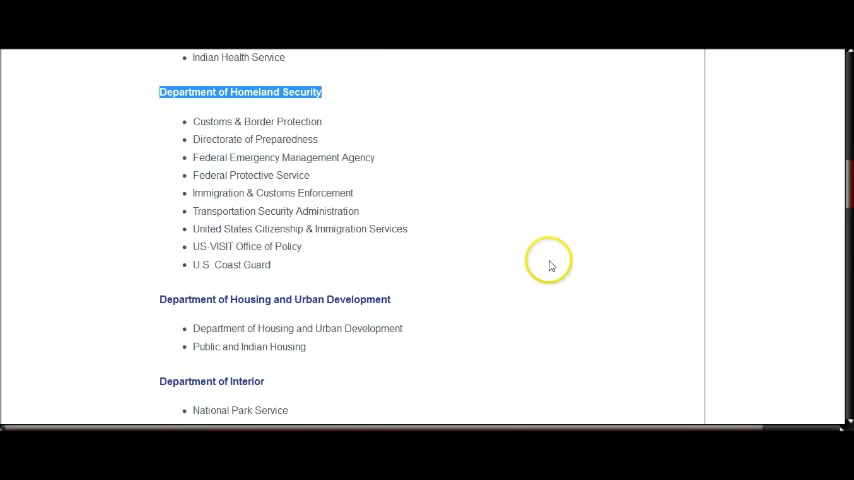 Indian Health Service
Department of Homeland Security
Customs & Border Protection
Directorate of Preparedness
Federal Emergency Management Agency
Federal Protective Service
Immigration & Customs Enforcement
Transportation Security Administration
United States Citizenship & Immigration Services
US-VISIT Office of Policy
U.S. Coast Guard
Department of Housing and Urban Development
Department of Housing and Urban Development
Public and Indian Housing
Department of Interior
National Park Service